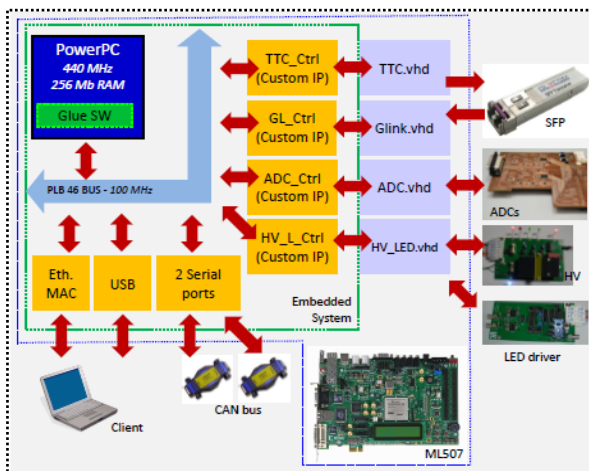 PowerPC
440 MHz
256 Mb RAM
Glue SW
TTC_Ctrl
(Custom IP)
TTC.vhd
SFP
GL_Ctrl
(Custom IP)
Glink.vhd
PLB 46 BUS - 100 MHz
ADC_Ctrl
(Custom IP)
ADC.vhd
ADCs
HV_L_Ctrl
(Custom IP)
HV_LED.vhd
HV
Eth.
MAC
USB
2 Serial
ports
Embedded
System
LED driver
Client
CAN bus
ML507